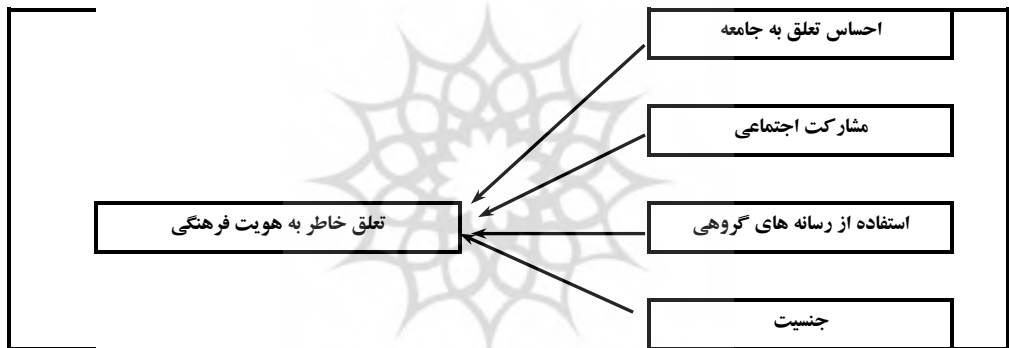 احساس تعلق به جامعه
مشارکت اجتماعی
استفاده از رسانه های گروهی
تعلق خاطر به هویت فرهنگی
جنسیت